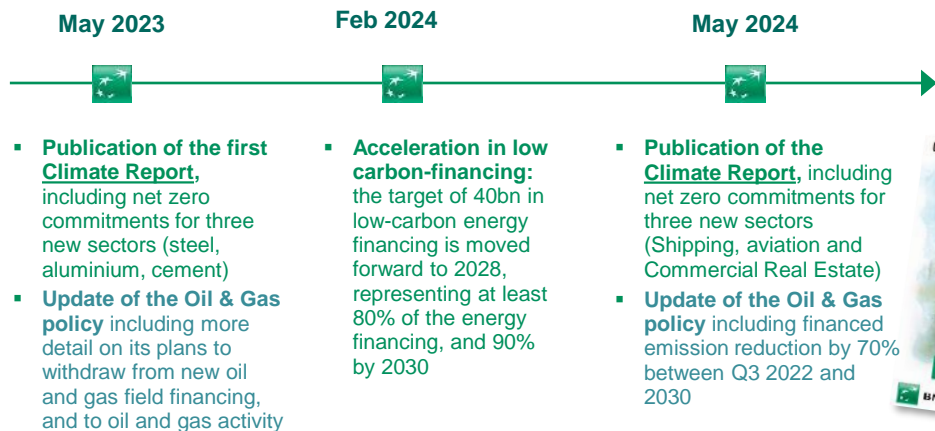 May 2023
Feb 2024
May 2024
▪ Publication of the first
Climate Report,
including net zero
commitments for three
new sectors (steel,
aluminium, cement)
▪ Update of the Oil & Gas
policy including more
detail on its plans to
withdraw from new oil
and gas field financing,
and to oil and gas activity
▪ Acceleration in low
carbon-financing:
the target of 40bn in
low-carbon energy
financing is moved
forward to 2028,
representing at least
80% of the energy
financing, and 90%
by 2030
▪ Publication of the
Climate Report, including
net zero commitments for
three new sectors
(Shipping, aviation and
Commercial Real Estate)
▪ Update of the Oil & Gas
policy including financed
emission reduction by 70%
between Q3 2022 and
2030